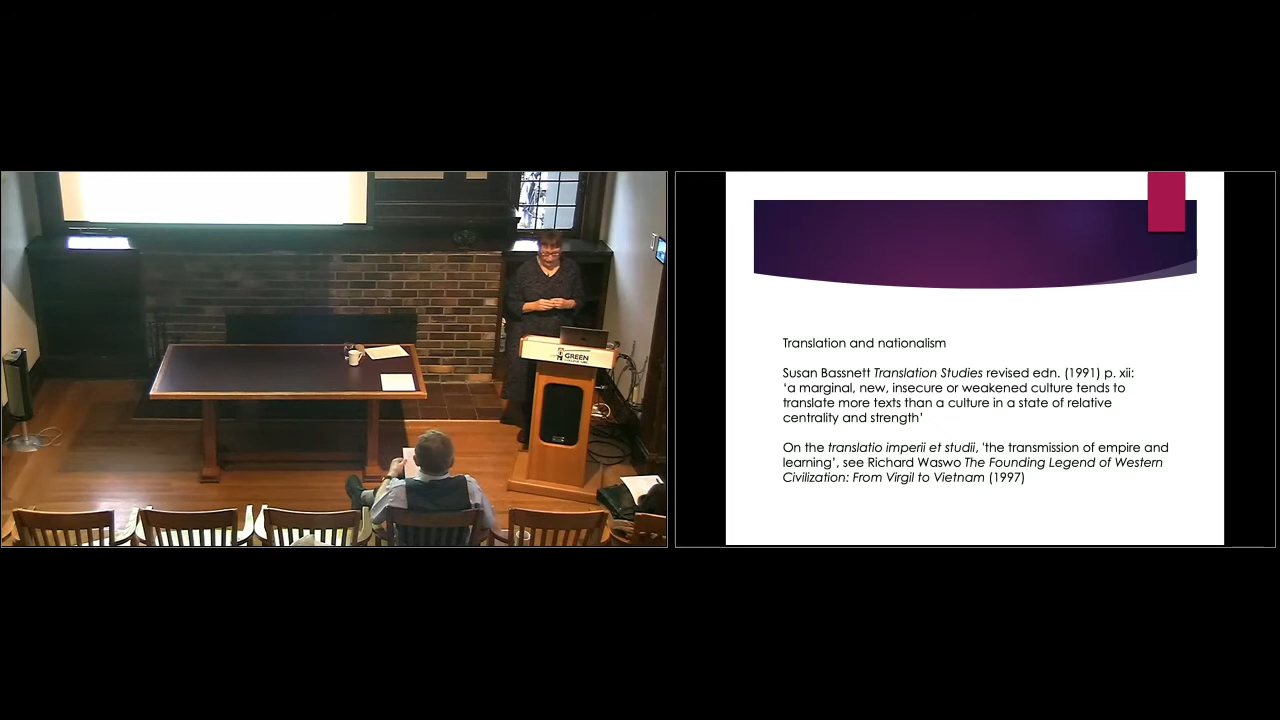 GREEN
Translation and nationalism
Susan Bassnett Translation Studies revised edn. (1991) p. xii:
‘a marginal, new, insecure or weakened culture tends to
translate more texts than a culture in a state of relative
centrality and strength’
On the translatio imperii et studii, 'the transmission of empire and
learning’, see Richard Waswo The Founding Legend of Western
Civilization: From Virgil to Vietnam (1997)